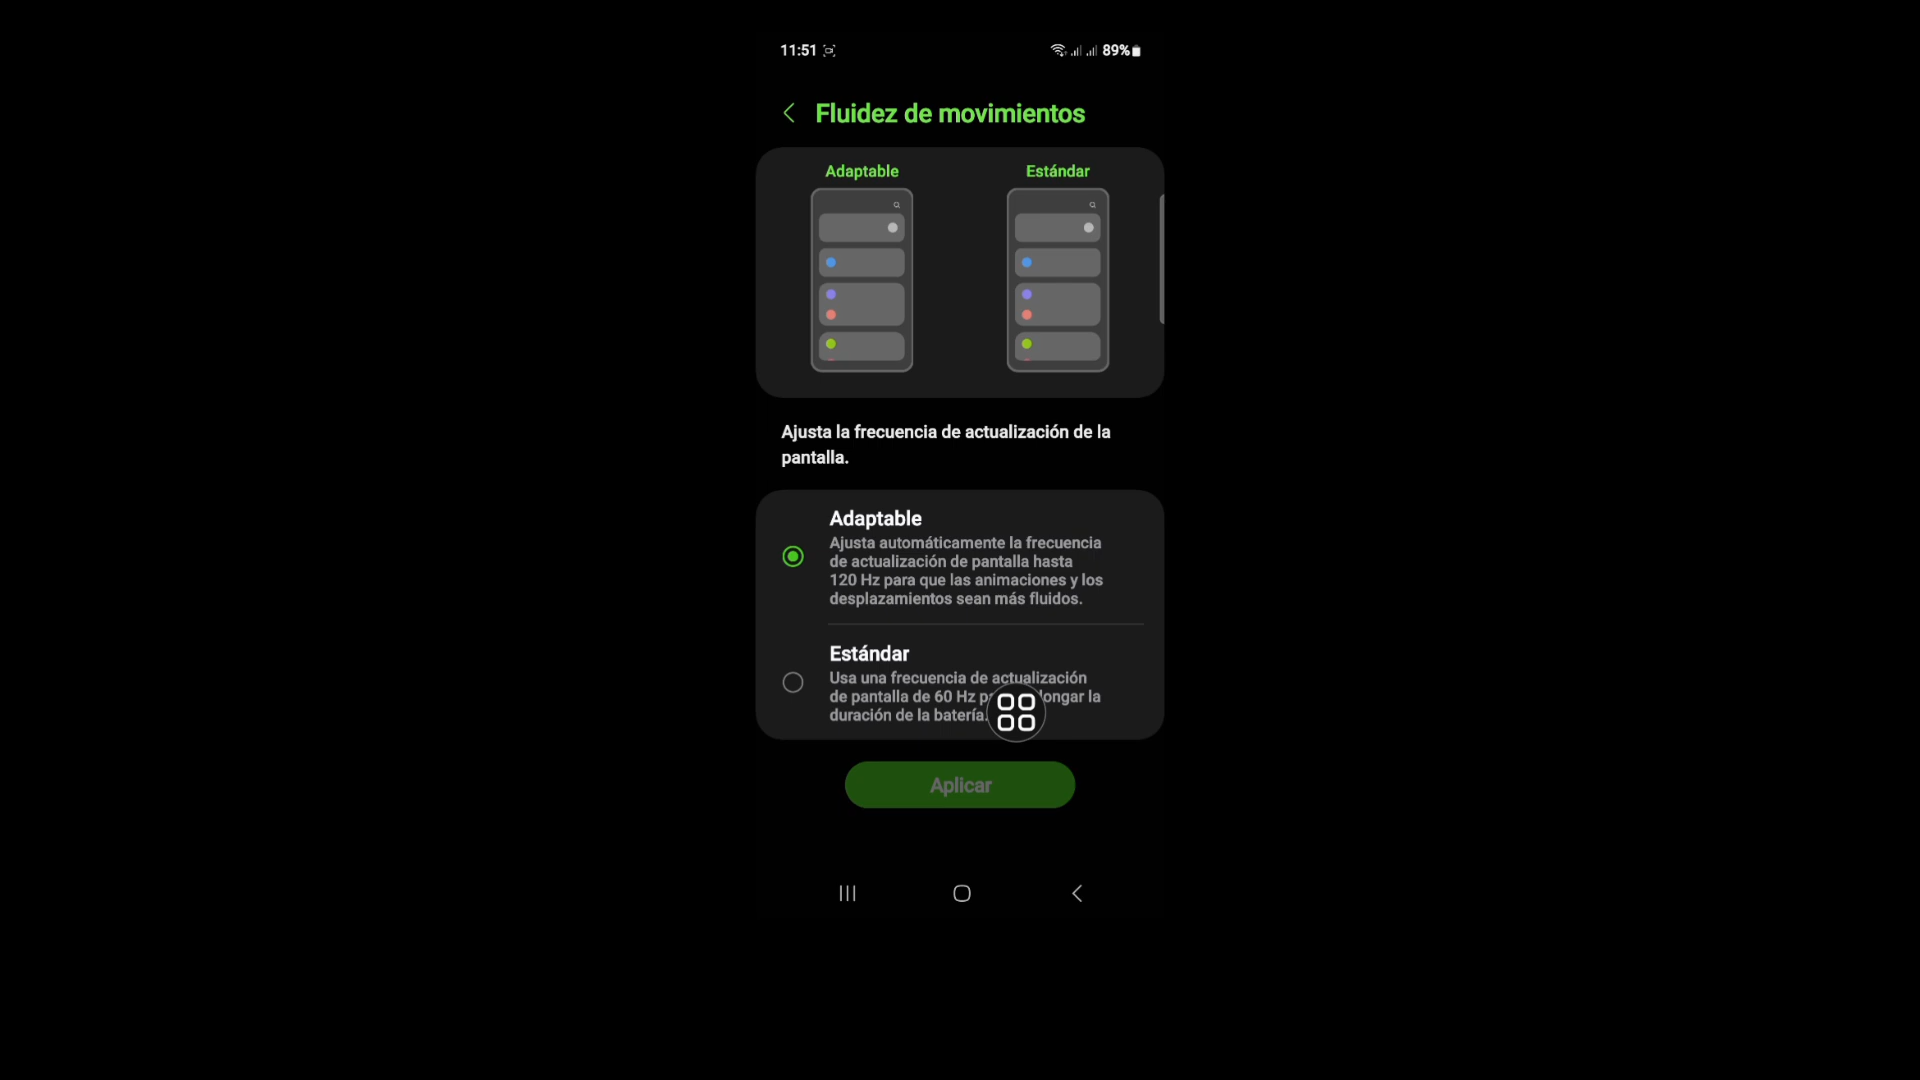 11:51
89%
Fluidez de movimientos
Adaptable
Estándar
Ajusta la frecuencia de actualización de la
pantalla.
Adaptable
Ajusta automáticamente la frecuencia
de actualización de pantalla hasta
120 Hz para que las animaciones y los
desplazamientos sean más fluidos.
Estándar
Usa una frecuencia de actualización
de pantalla de 60 Hz la
duración de la batería.
Aplicar